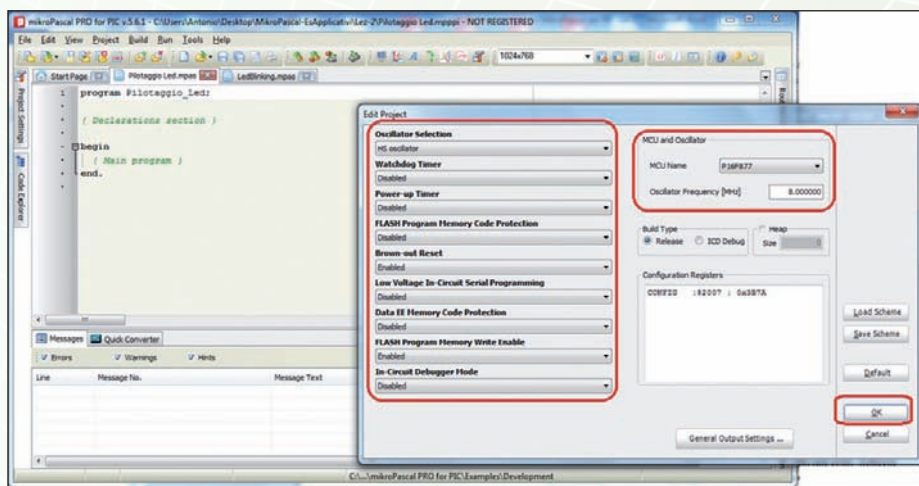 mikroPascal PRO for PIC v.5.6.1 - C:\Users\Antonio\Desktop\MikroPascal-EsApplicativi\Lez-2\Pilotaggio Led.mpppi - NOT REGISTERED
File Edit View Project Build Run Tools Help
1024x768
Start Page
Pilotaggio Led.mpas
LedBlinking.mpas
Project Settings
Code Explorer
1 program Pilotaggio_Led;
{ Declarations section }
begin
{ Main program }
end.
Messages
Quick Converter
Errors
Warnings
Hints
Line
Message No.
Message Text
C:\...\mikroPascal PRO for PIC\Examples\Development
Edit Project
Oscillator Selection
HS oscillator
Watchdog Timer
Disabled
Power-up Timer
Disabled
FLASH Program Memory Code Protection
Disabled
Brown-out Reset
Enabled
Low Voltage In-Circuit Serial Programming
Disabled
Data EE Memory Code Protection
Disabled
FLASH Program Memory Write Enable
Enabled
In-Circuit Debugger Mode
Disabled
MCU and Oscillator
MCU Name
P16F877
Oscillator Frequency [MHz]
8.000000
Build Type
Release
ICD Debug
Heap
Size
0
Configuration Registers
CONFIG :$2007 : 0x3B7A
General Output Settings ...
Load Scheme
Save Scheme
Default
OK
Cancel